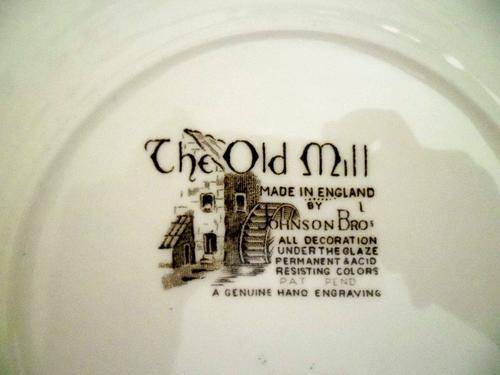 The Old Mill
MADE IN ENGLAND
BY L
JOHNSON BROS
ALL DECORATION
UNDER THE GLAZE
PERMANENT & ACID
RESISTING COLORS
PAT PEND
A GENUINE HAND ENGRAVING